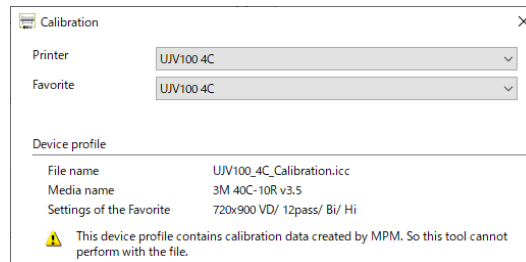 Calibration
Printer UJV100 4C
Favorite UJV100 4C
Device profile
File name UJV100_4C_Calibration.icc
Media name 3M 40C-10R v3.5
Settings of the Favorite 720x900 VD/ 12pass/ Bi/ Hi
This device profile contains calibration data created by MPM. So this tool cannot
perform with the file.